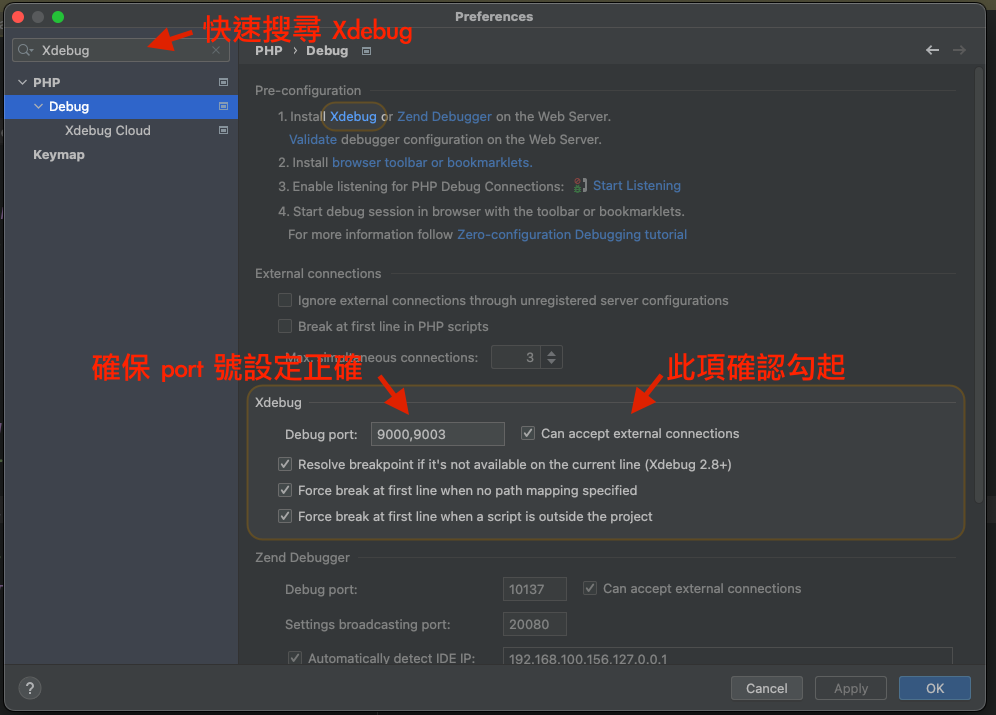 Preferences
快速搜尋 Xdebug
Xdebug
PHP › Debug
PHP
Debug
Xdebug Cloud
Keymap
Pre-configuration
1. Install Xdebug or Zend Debugger on the Web Server.
Validate debugger configuration on the Web Server.
2. Install browser toolbar or bookmarklets.
3. Enable listening for PHP Debug Connections: Start Listening
4. Start debug session in browser with the toolbar or bookmarklets.
For more information follow Zero-configuration Debugging tutorial
External connections
Ignore external connections through unregistered server configurations
Break at first line in PHP scripts
Max. simultaneous connections: 3
確保 port 號設定正確
此項確認勾起
Xdebug
Debug port: 9000,9003 Can accept external connections
Resolve breakpoint if it's not available on the current line (Xdebug 2.8+)
Force break at first line when no path mapping specified
Force break at first line when a script is outside the project
Zend Debugger
Debug port: 10137 Can accept external connections
Settings broadcasting port: 20080
Automatically detect IDE IP: 192.168.100.156,127.0.0.1
? Cancel Apply OK